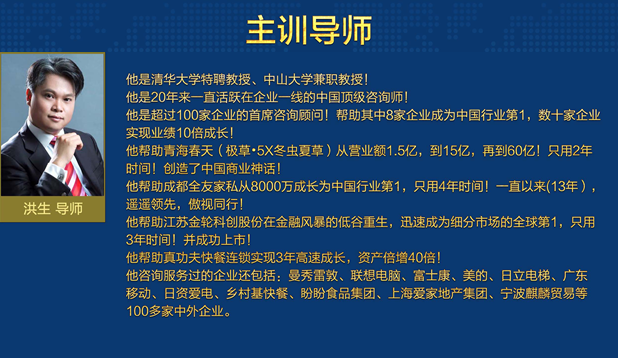 主训导师
他是清华大学特聘教授、中山大学兼职教授！
他是20年来一直活跃在企业一线的中国顶级咨询师！
他是超过100家企业的首席咨询顾问！帮助其中8家企业成为中国行业第1，数十家企业
实现业绩10倍成长！
他帮助青海春天（极草·5X冬虫夏草）从营业额1.5亿，到15亿，再到60亿！只用2年
时间！创造了中国商业神话！
他帮助成都全友家私从8000万成长为中国行业第1，只用4年时间！一直以来(13年），
遥遥领先，傲视同行！
他帮助江苏金轮科创股份在金融风暴的低谷重生，迅速成为细分市场的全球第1，只用
3年时间！并成功上市！
他帮助真功夫快餐连锁实现3年高速成长，资产倍增40倍！
他咨询服务过的企业还包括：曼秀雷敦、联想电脑、富士康、美的、日立电梯、广东
移动、日资爱电、乡村基快餐、盼盼食品集团、上海爱家地产集团、宁波麒麟贸易等
100多家中外企业。
洪生 导师